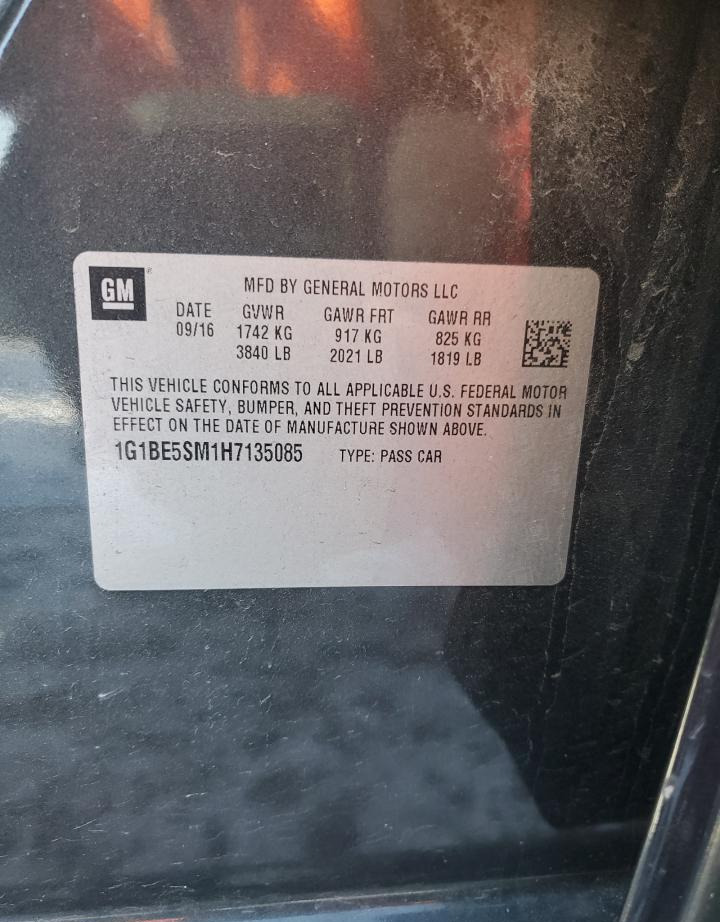 GM
MFD BY GENERAL MOTORS LLC
DATE GVWR GAWR FRT GAWR RR
09/16 1742 KG 917 KG 825 KG
3840 LB 2021 LB 1819 LB
THIS VEHICLE CONFORMS TO ALL APPLICABLE U.S. FEDERAL MOTOR
VEHICLE SAFETY, BUMPER, AND THEFT PREVENTION STANDARDS IN
EFFECT ON THE DATE OF MANUFACTURE SHOWN ABOVE.
1G1BE5SM1H7135085 TYPE: PASS CAR